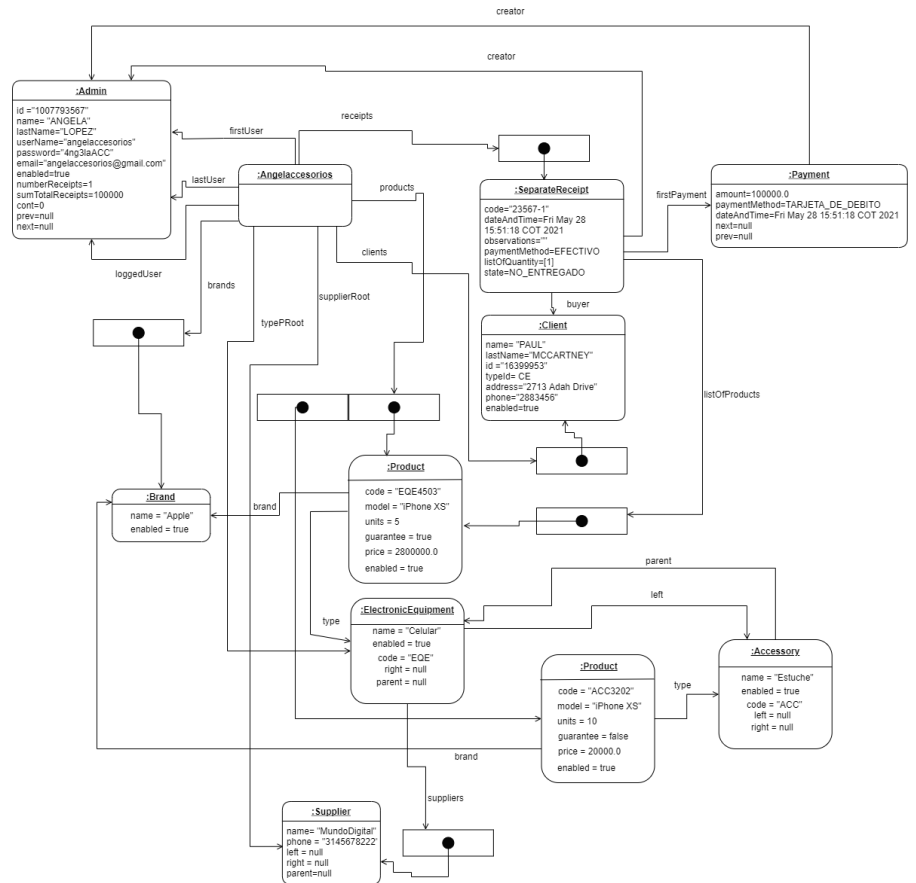 creator
creator
:Admin
id ="1007793567"
name= "ANGELA"
lastName="LOPEZ"
userName="angelaccesorios"
password="4ng3laACC"
email="angelaccesorios@gmail.com"
enabled=true
numberReceipts=1
sumTotalReceipts=100000
cont=0
prev=null
next=null
firstUser
receipts
lastUser
:Angelaccesorios
products
loggedUser
brands
supplierRoot
typePRoot
clients
:SeparateReceipt
code="23567-1"
dateAndTime=Fri May 28
15:51:18 COT 2021
observations=""
paymentMethod=EFECTIVO
listOfQuantity=[1]
state=NO_ENTREGADO
firstPayment
:Payment
amount=100000.0
paymentMethod=TARJETA_DE_DEBITO
dateAndTime=Fri May 28
15:51:18 COT 2021
next=null
prev=null
buyer
:Client
name= "PAUL"
lastName="MCCARTNEY"
id ="16399953"
typeId= CE
address="2713 Adah Drive"
phone="2883456"
enabled=true
listOfProducts
:Brand
name = "Apple"
enabled = true
brand
:Product
code = "EQE4503"
model = "iPhone XS"
units = 5
guarantee = true
price = 2800000.0
enabled = true
type
parent
left
:ElectronicEquipment
name = "Celular"
enabled = true
code = "EQE"
right = null
parent = null
:Product
code = "ACC3202"
model = "iPhone XS"
units = 10
guarantee = false
price = 20000.0
enabled = true
type
:Accessory
name = "Estuche"
enabled = true
code = "ACC"
left = null
right = null
brand
suppliers
:Supplier
name= "MundoDigital"
phone = "3145678222"
left = null
right = null
parent=null